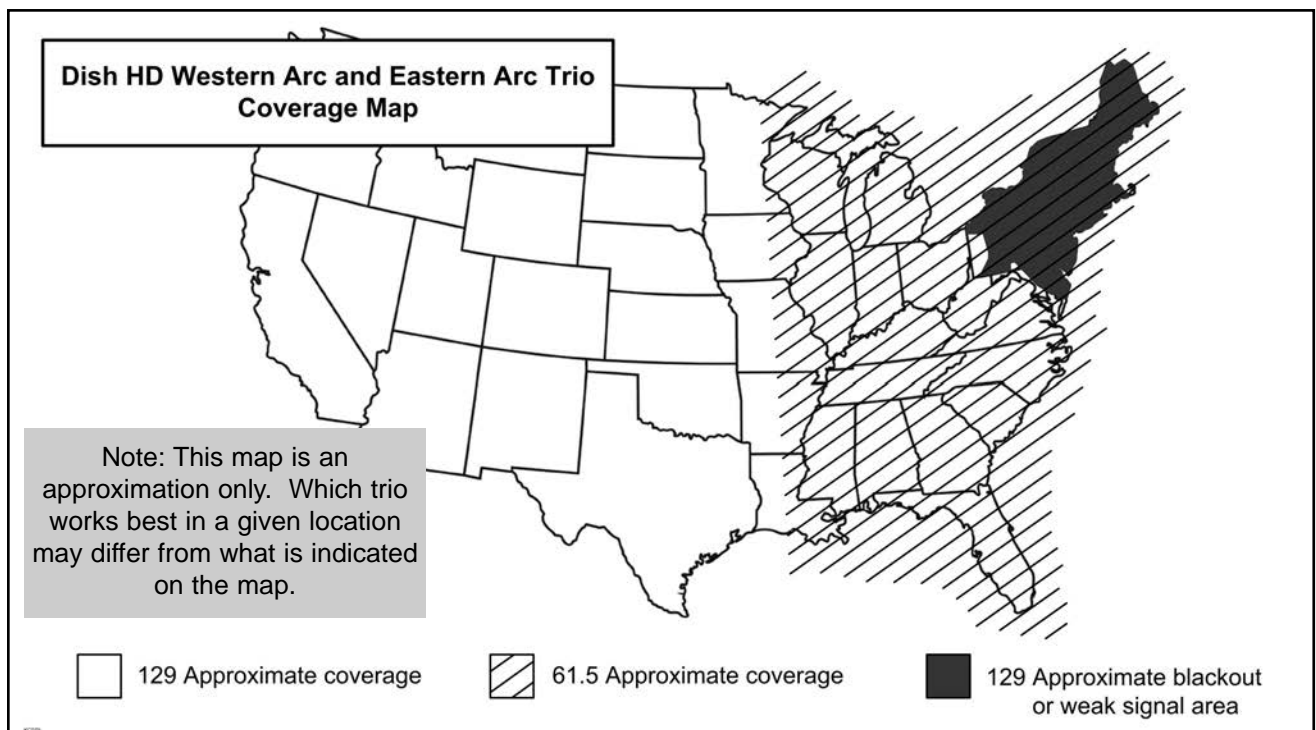 Dish HD Western Arc and Eastern Arc Trio
Coverage Map
Note: This map is an
approximation only. Which trio
works best in a given location
may differ from what is indicated
on the map.
129 Approximate coverage
61.5 Approximate coverage
129 Approximate blackout
or weak signal area